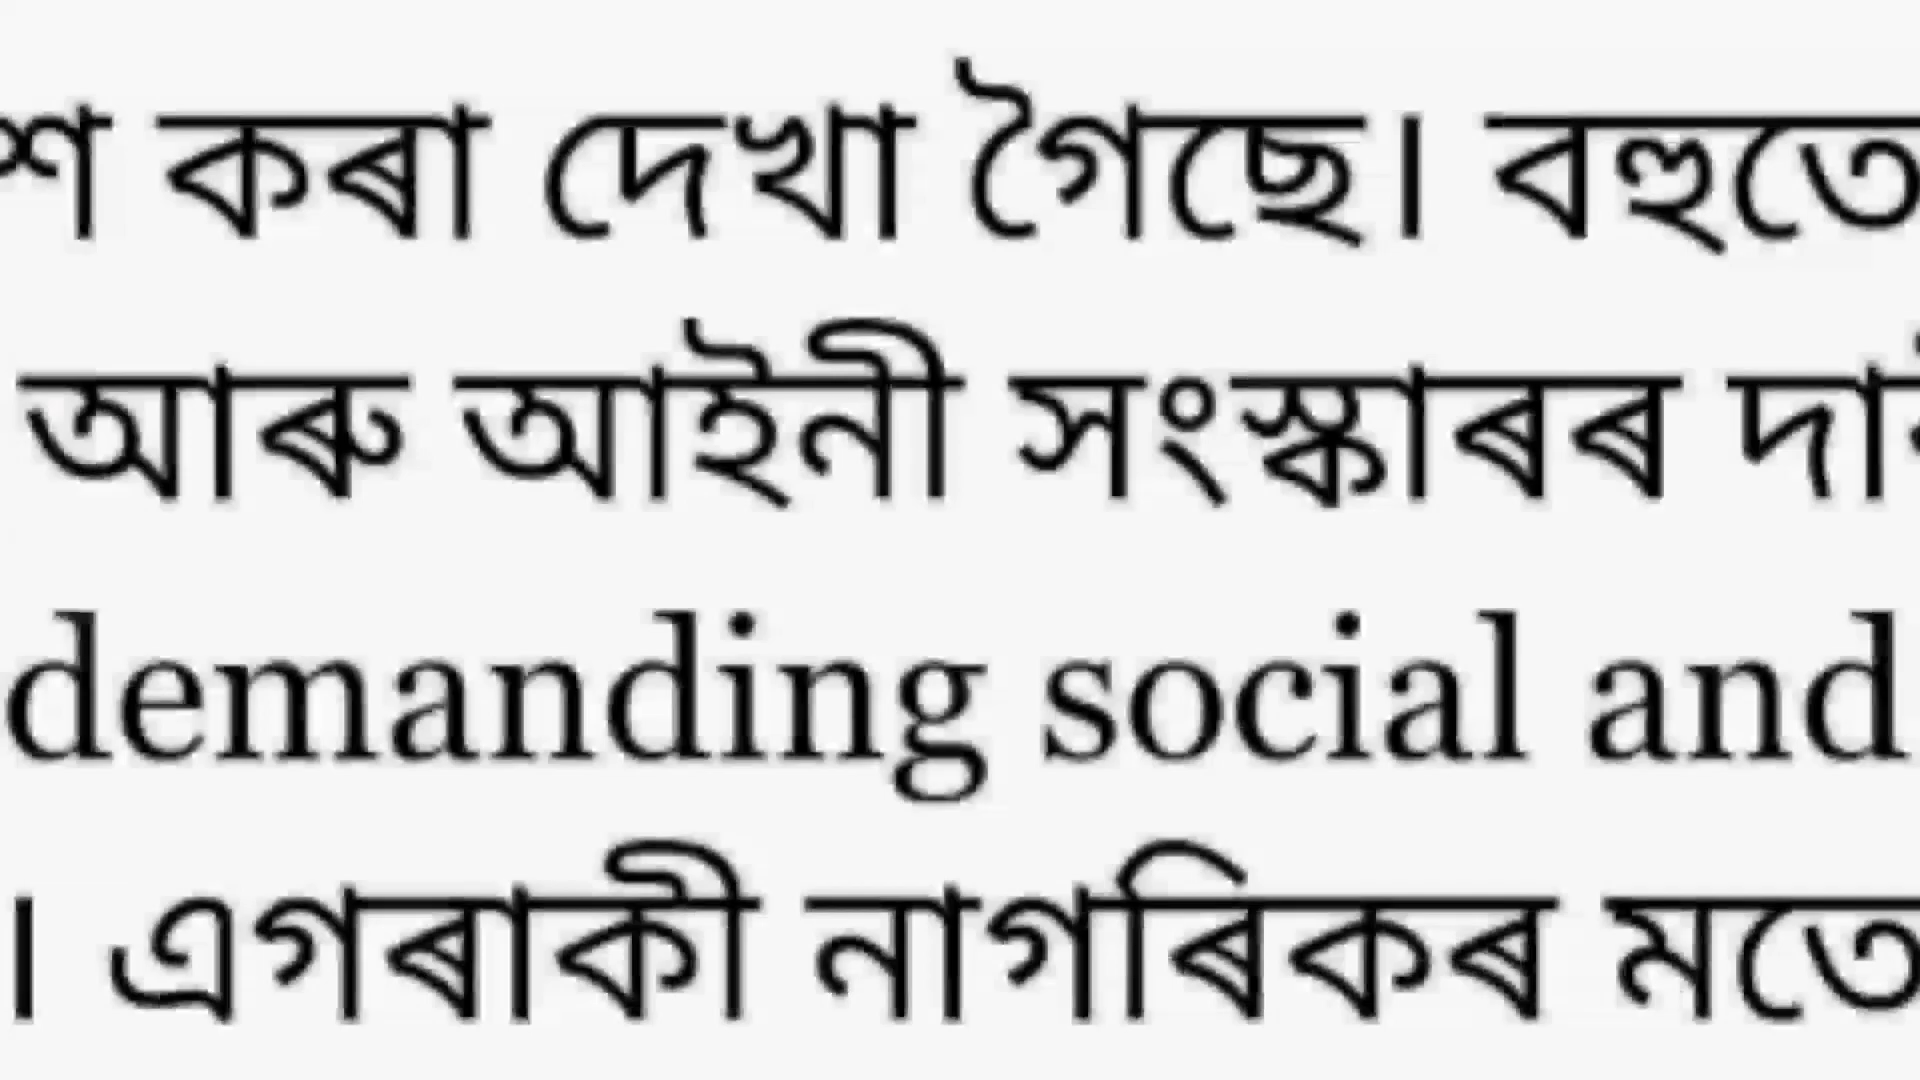 শ কৰা দেখা গৈছে। বহুতে
আৰু আইনী সংস্কাৰৰ
demanding social and
। এগৰাকী নাগৰিকৰ মতে